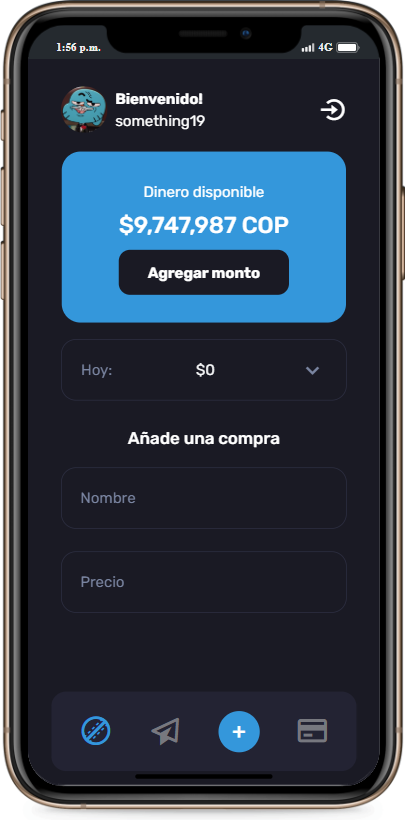 1:56 p.m.
4G
Bienvenido!
something19
Dinero disponible
$9,747,987 COP
Agregar monto
Hoy: $0
Añade una compra
Nombre
Precio
+